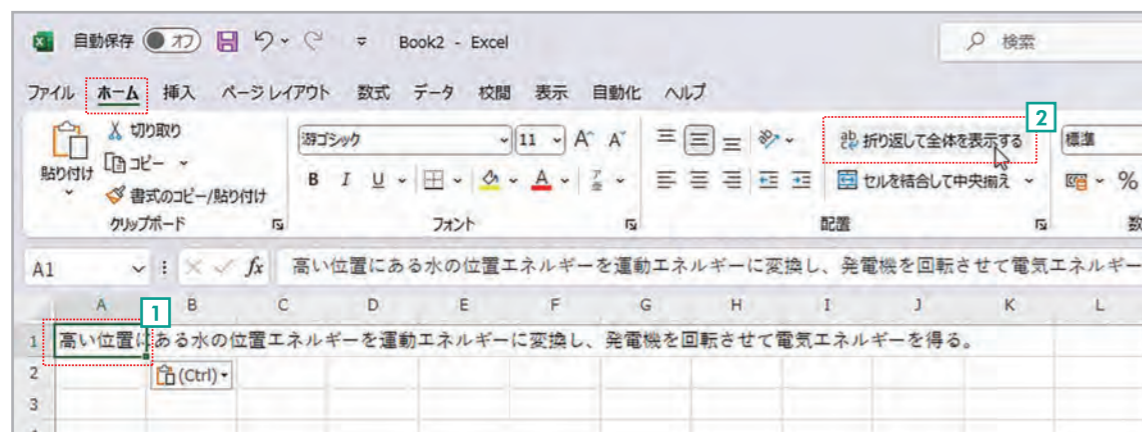 自動保存 オフ Book2 - Excel 検索
ファイル ホーム 挿入 ページ レイアウト 数式 データ 校閲 表示 自動化 ヘルプ
2
貼り付け 切り取り 游ゴシック 11 A A ab 折り返して全体を表示する 標準
コピー
書式のコピー/貼り付け B I U A セルを結合して中央揃え %
クリップボード フォント 配置 数
A1 fx 高い位置にある水の位置エネルギーを運動エネルギーに変換し、発電機を回転させて電気エネルギー
A 1 B C D E F G H I J K L
1 高い位置にある水の位置エネルギーを運動エネルギーに変換し、発電機を回転させて電気エネルギーを得る。
2 (Ctrl)
3